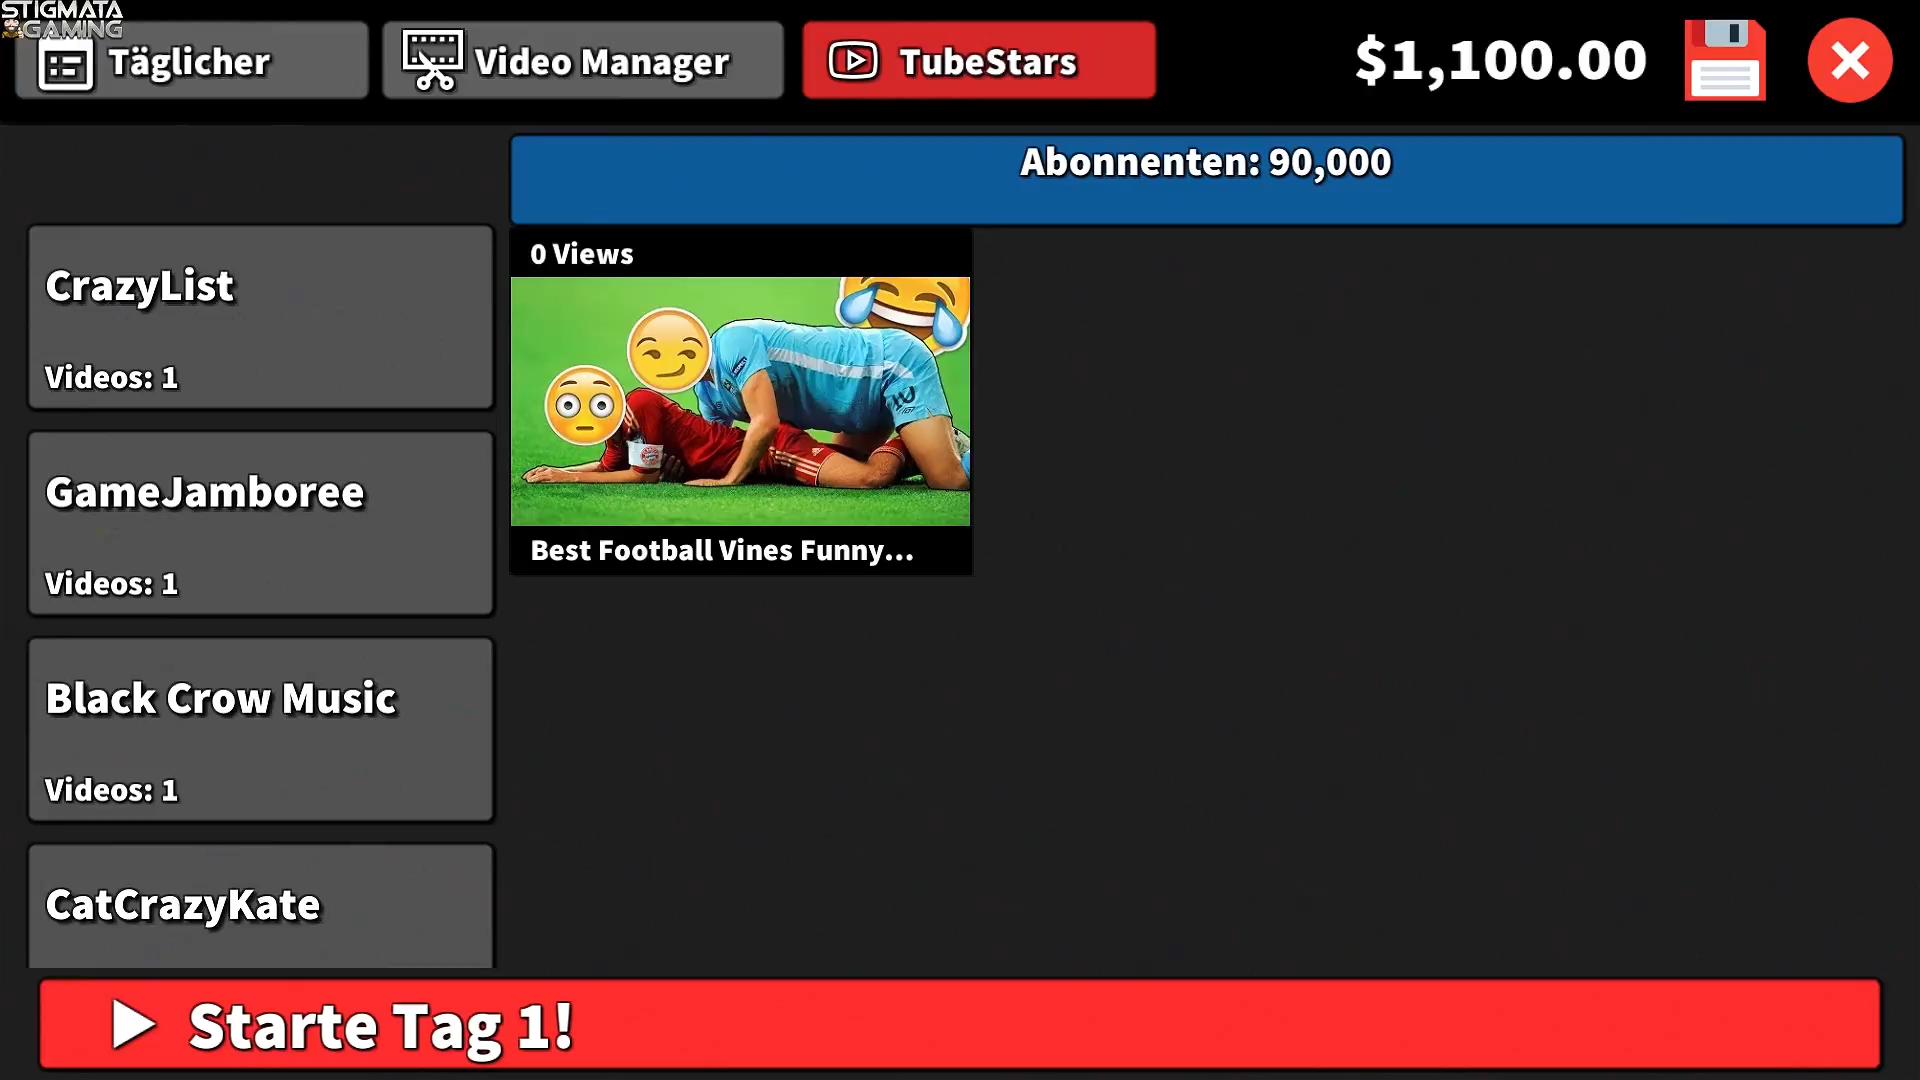 STIGMATA
GAMING
Täglicher
Video Manager
TubeStars
$1,100.00
Abonnenten: 90,000
CrazyList
Videos: 1
GameJamboree
Videos: 1
Black Crow Music
Videos: 1
CatCrazyKate
0 Views
10
Best Football Vines Funny...
Starte Tag 1!